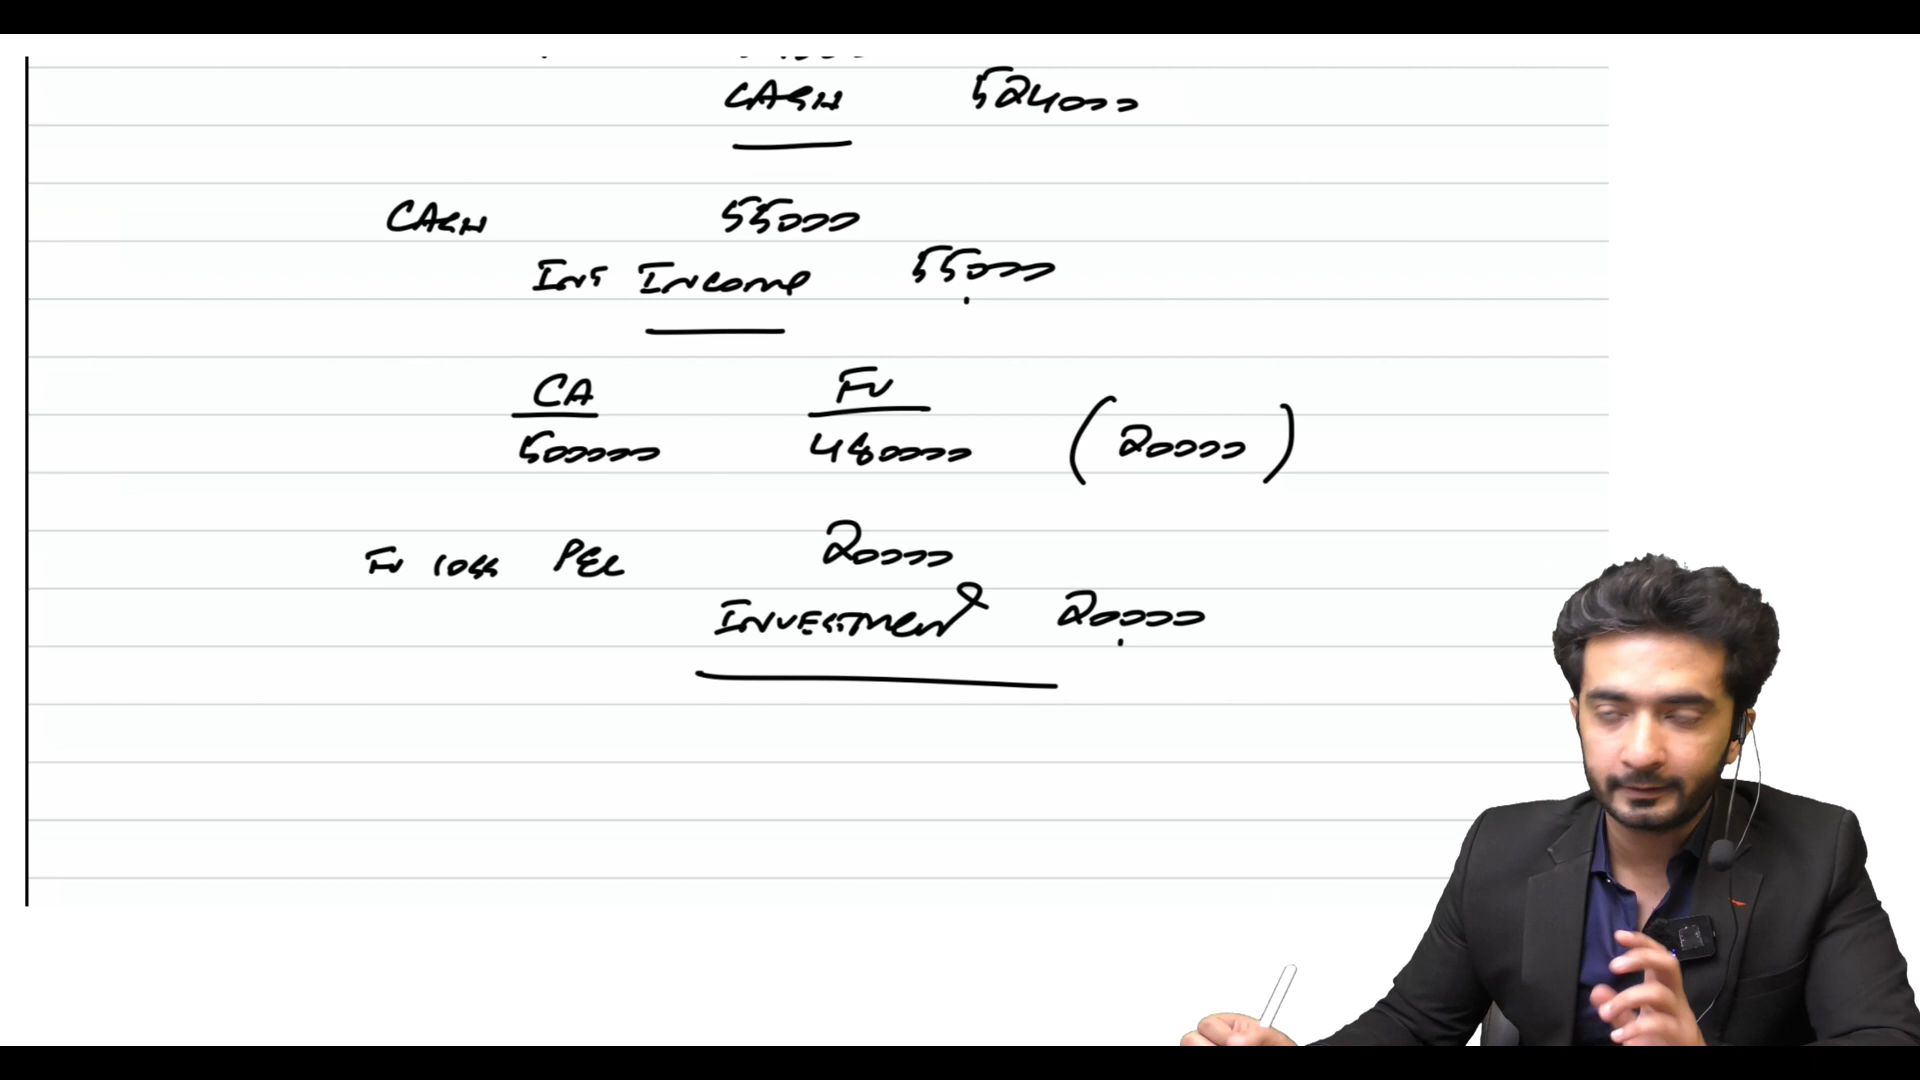 CASH 524000
CASH 55000
INT INCOME 55000
CA FV
500000 480000 (20000)
FV loss P&L 20000
INVESTMENT 20000